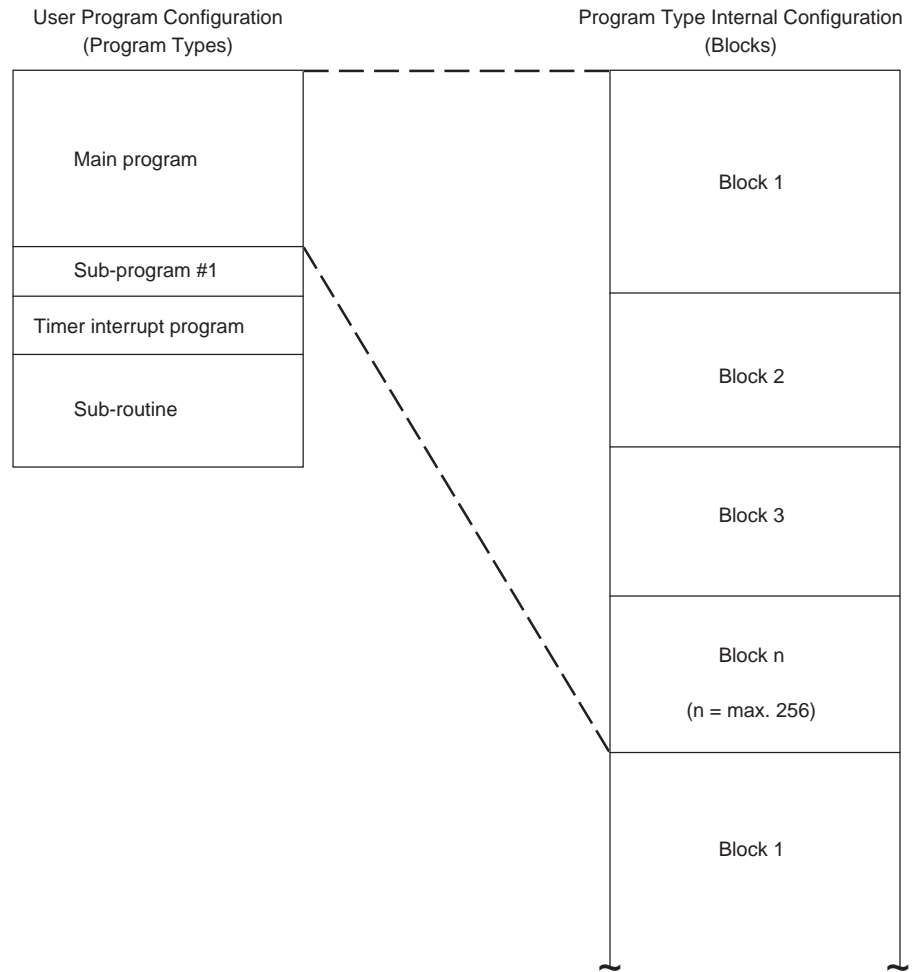 User Program Configuration
(Program Types)
Main program
Sub-program #1
Timer interrupt program
Sub-routine
Program Type Internal Configuration
(Blocks)
Block 1
Block 2
Block 3
Block n
(n = max. 256)
Block 1